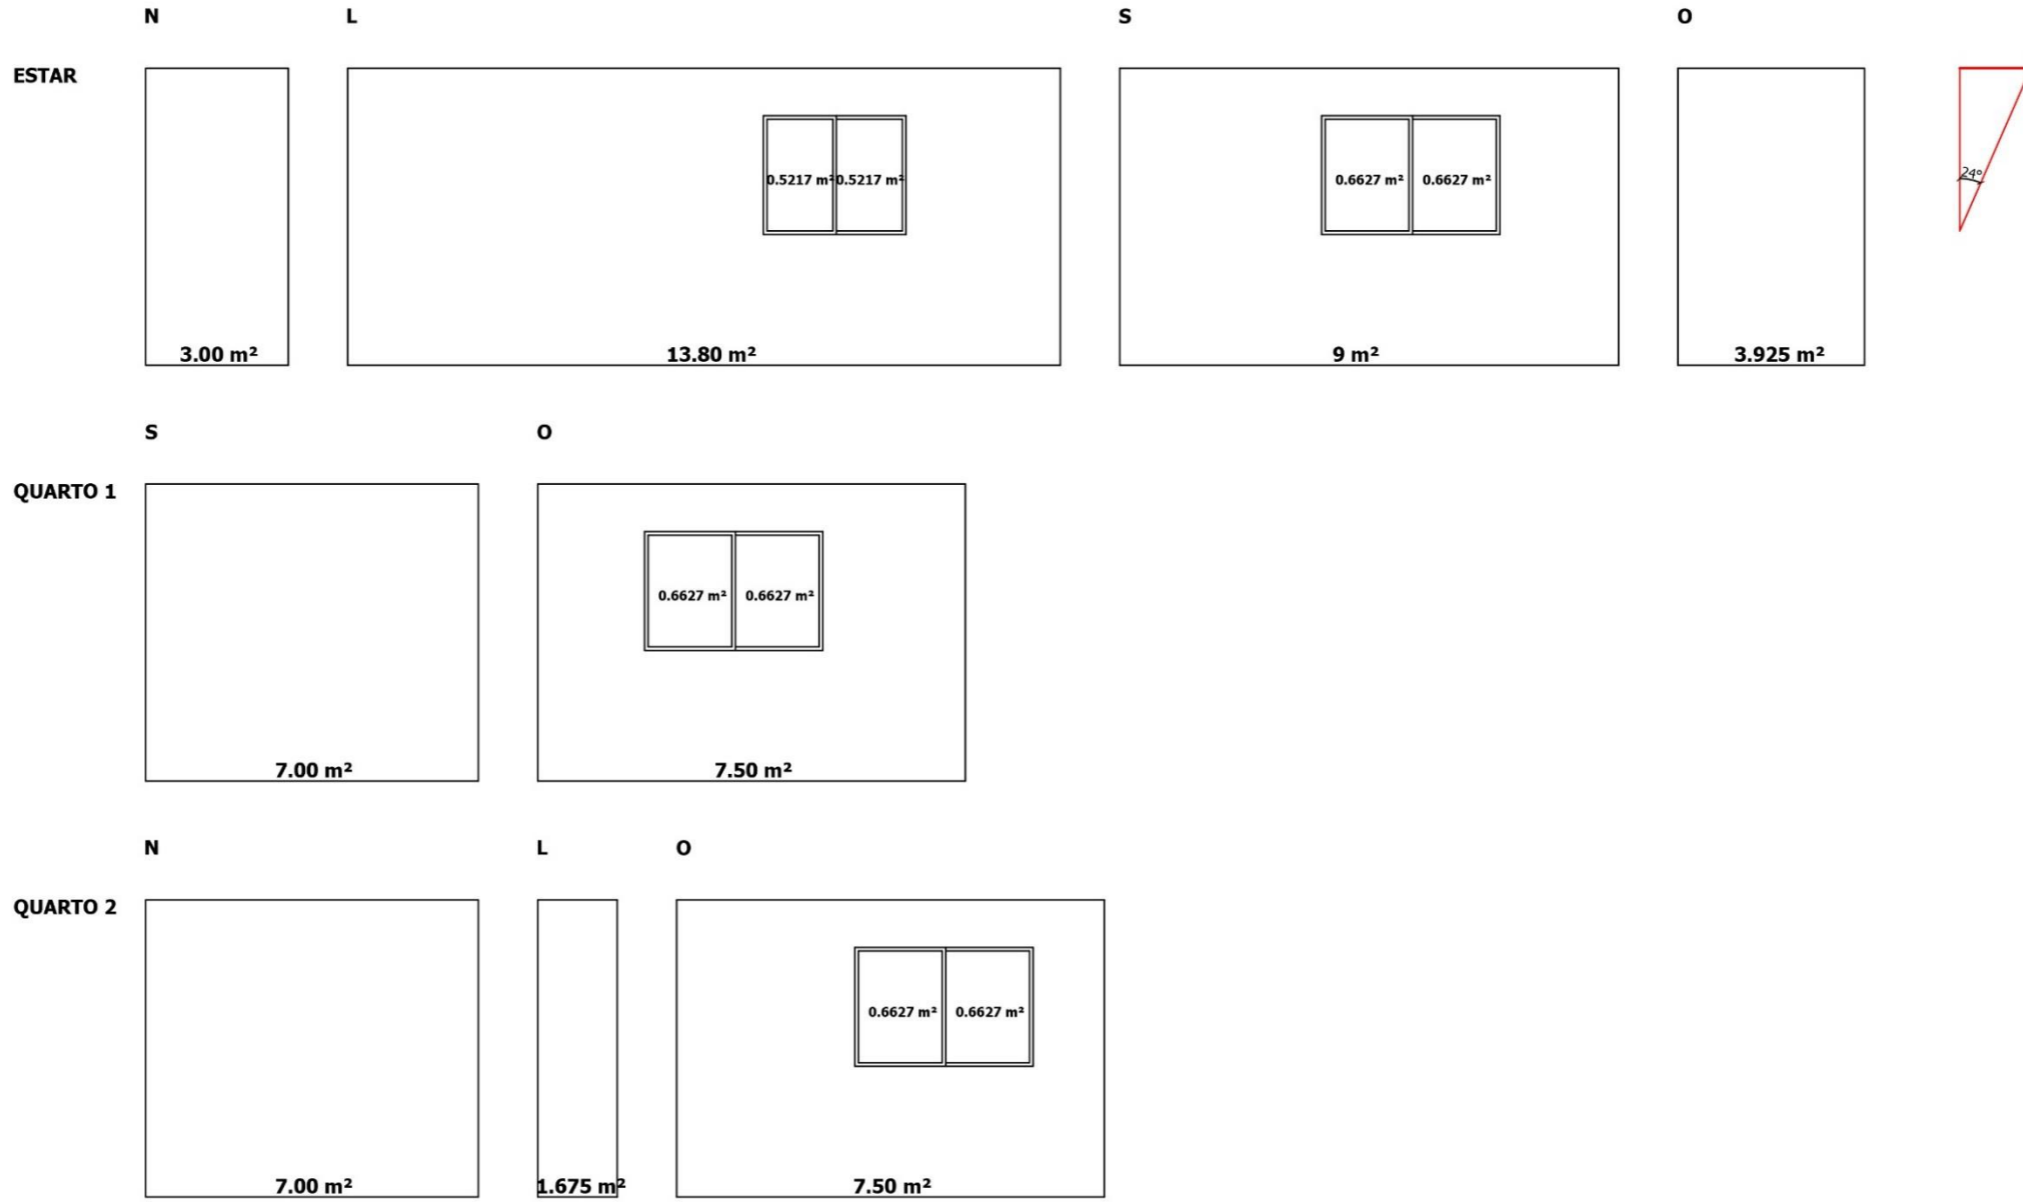 N L S O
ESTAR
0.5217 m² 0.5217 m² 0.6627 m² 0.6627 m² 24°
3.00 m² 13.80 m² 9 m² 3.925 m²
S O
QUARTO 1
0.6627 m² 0.6627 m²
7.00 m² 7.50 m²
N L O
QUARTO 2
0.6627 m² 0.6627 m²
7.00 m² 1.675 m² 7.50 m²